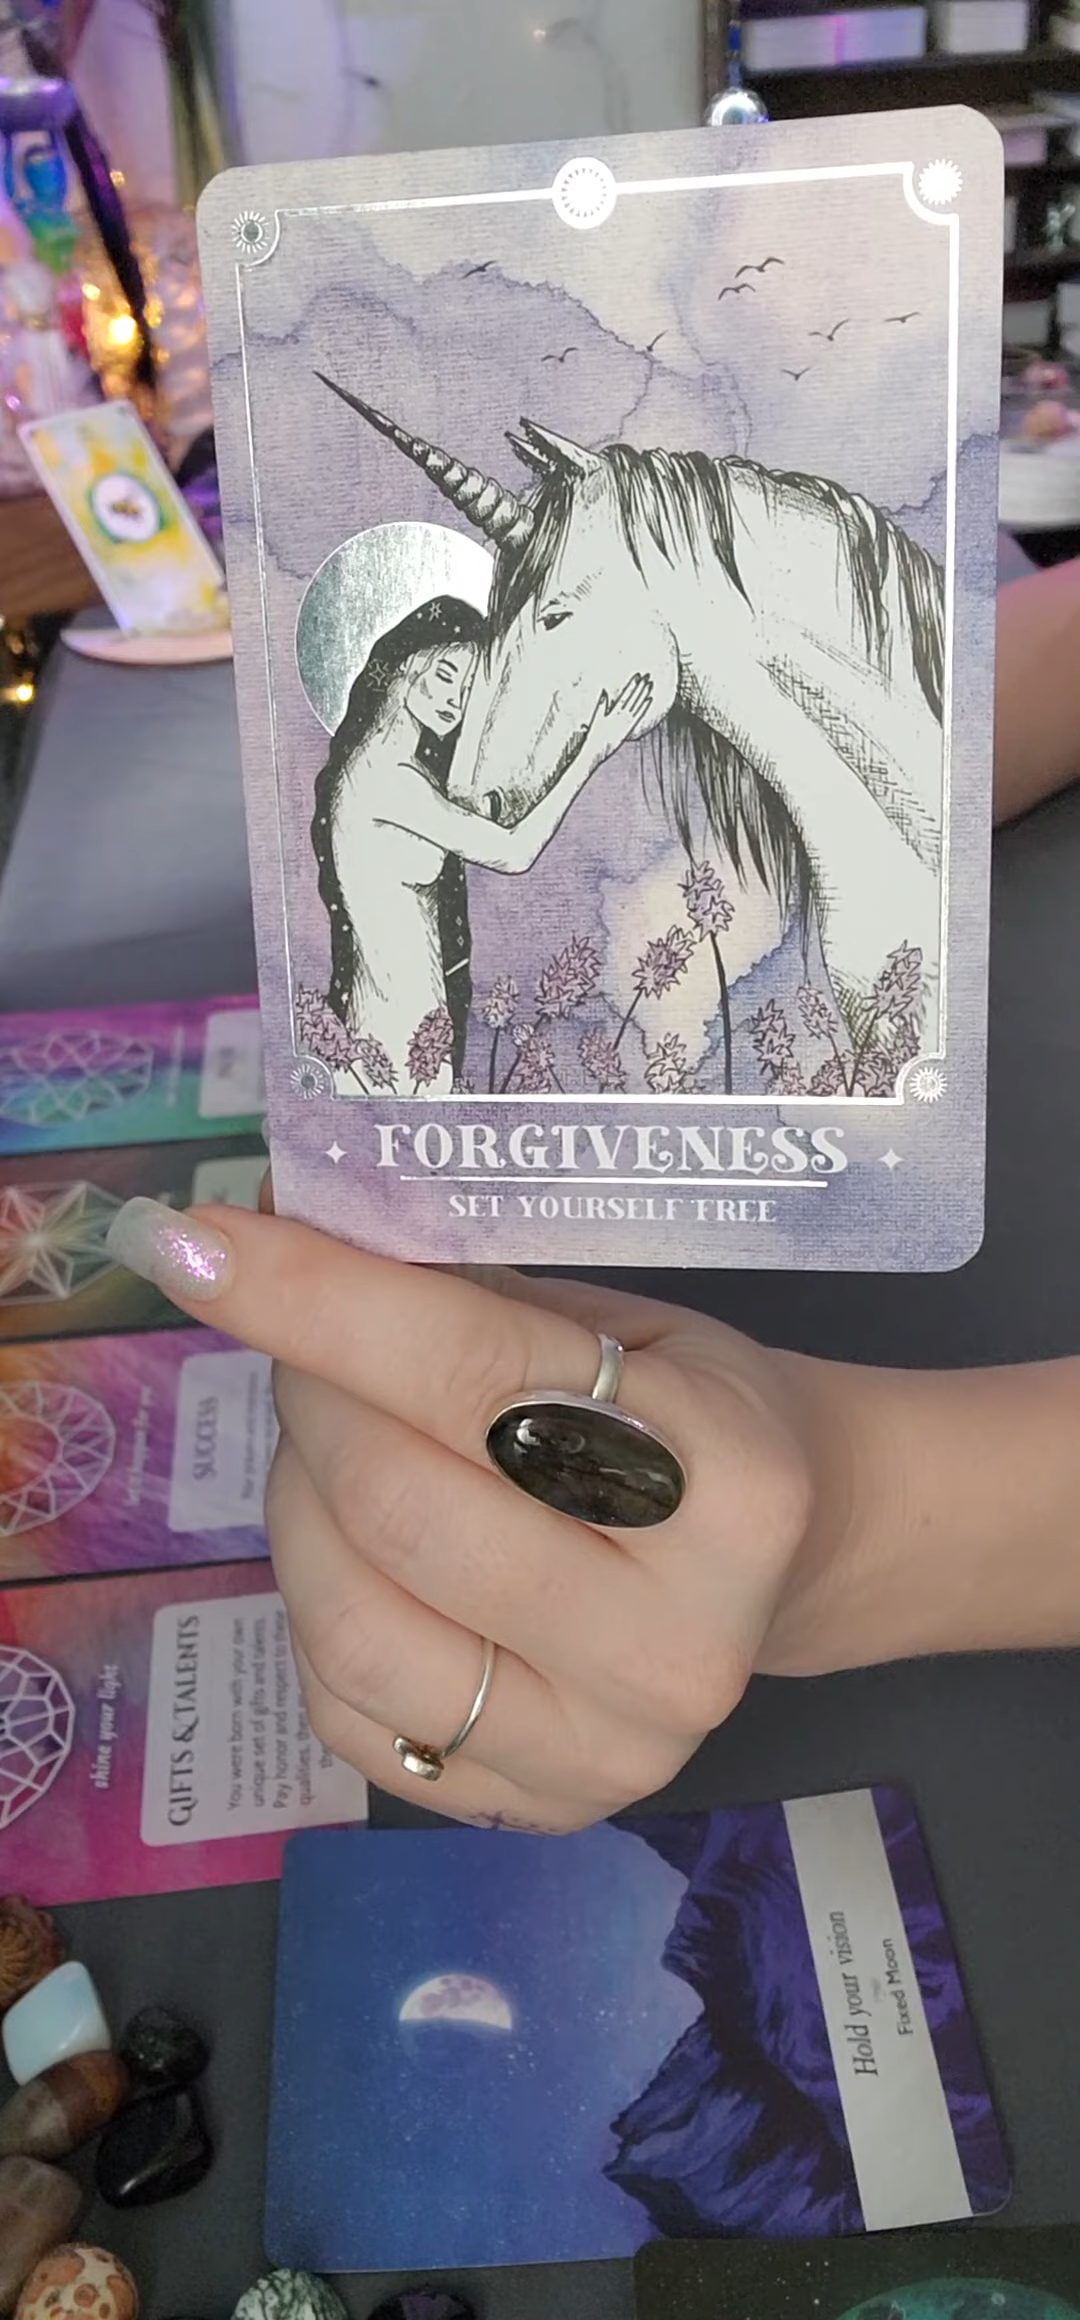 FORGIVENESS
SET YOURSELF FREE
SUCCESS
shine your light
GIFTS & TALENTS
You were born with your own
unique set of gifts and talents.
Pay honor and respect to these
qualities,
Hold your vision
Fixed Moon